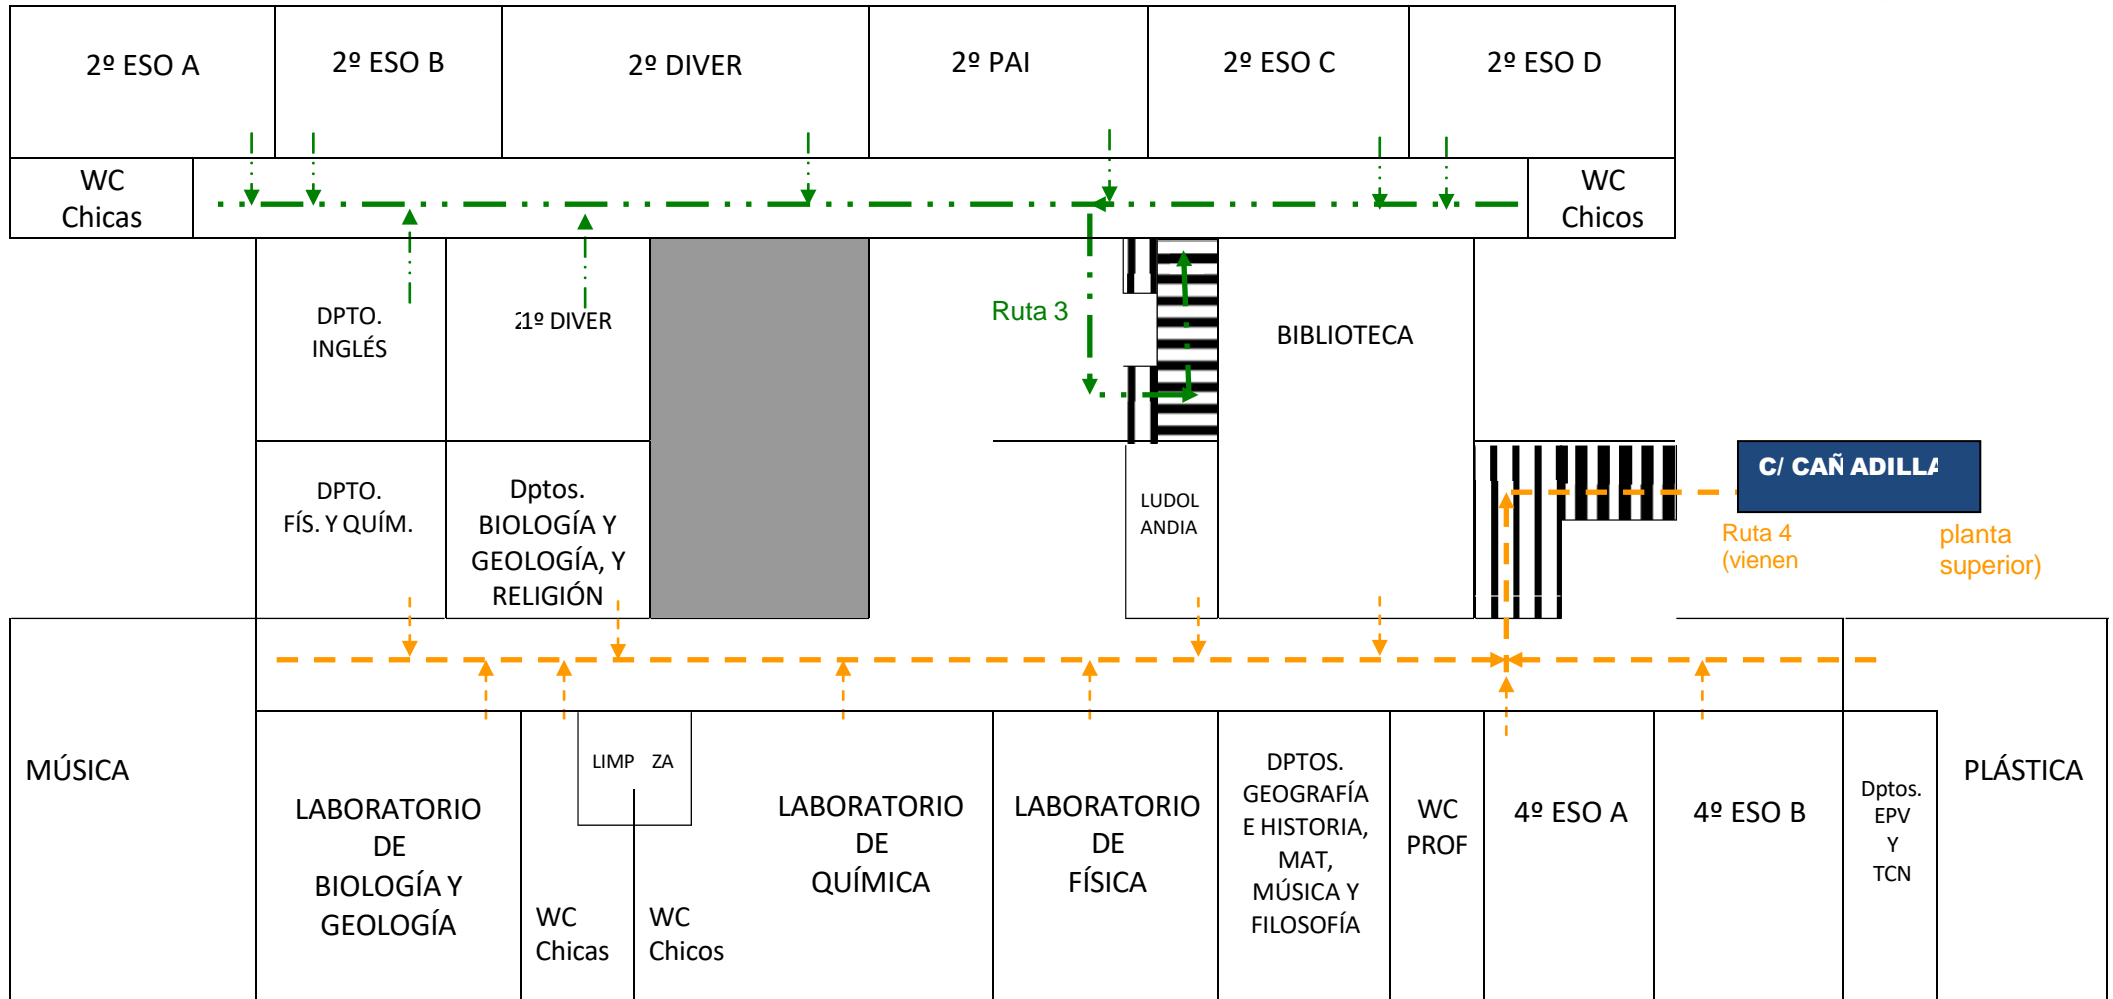 2º ESO A
2º ESO B
2º DIVER
2º PAI
2º ESO C
2º ESO D
WC
Chicas
WC
Chicos
DPTO.
INGLÉS
21º DIVER
Ruta 3
BIBLIOTECA
DPTO.
FÍS. Y QUÍM.
Dptos.
BIOLOGÍA Y
GEOLOGÍA, Y
RELIGIÓN
LUDOL
ANDIA
C/ CAÑ ADILLA
Ruta 4
(vienen
planta
superior)
MÚSICA
LABORATORIO
DE
BIOLOGÍA Y
GEOLOGÍA
LIMP ZA
WC
Chicas
WC
Chicos
LABORATORIO
DE
QUÍMICA
LABORATORIO
DE
FÍSICA
DPTOS.
GEOGRAFÍA
E HISTORIA,
MAT,
MÚSICA Y
FILOSOFÍA
WC
PROF
4º ESO A
4º ESO B
Dptos.
EPV
Y
TCN
PLÁSTICA